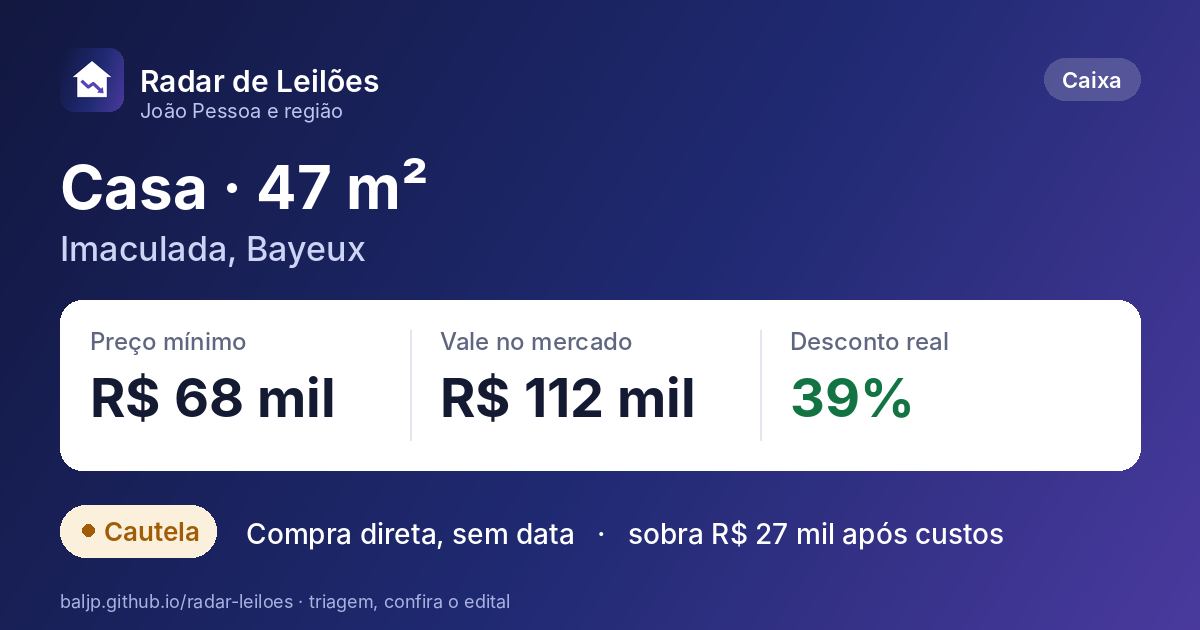 Radar de Leilões
João Pessoa e região
Caixa
Casa · 47 m²
Imaculada, Bayeux
Preço mínimo
R$ 68 mil
Vale no mercado
R$ 112 mil
Desconto real
39%
Cautela
Compra direta, sem data · sobra R$ 27 mil após custos
baljp.github.io/radar-leiloes · triagem, confira o edital